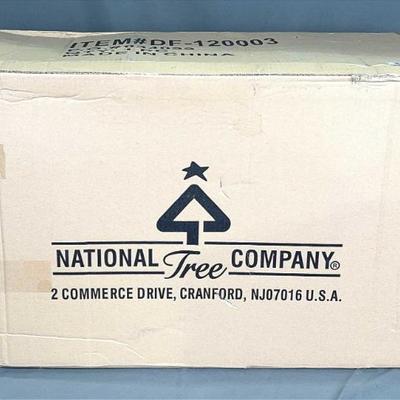 ITEM#DF-120003
MADE IN CHINA
NATIONAL Tree COMPANY®
2 COMMERCE DRIVE, CRANFORD, NJ07016 U.S.A.